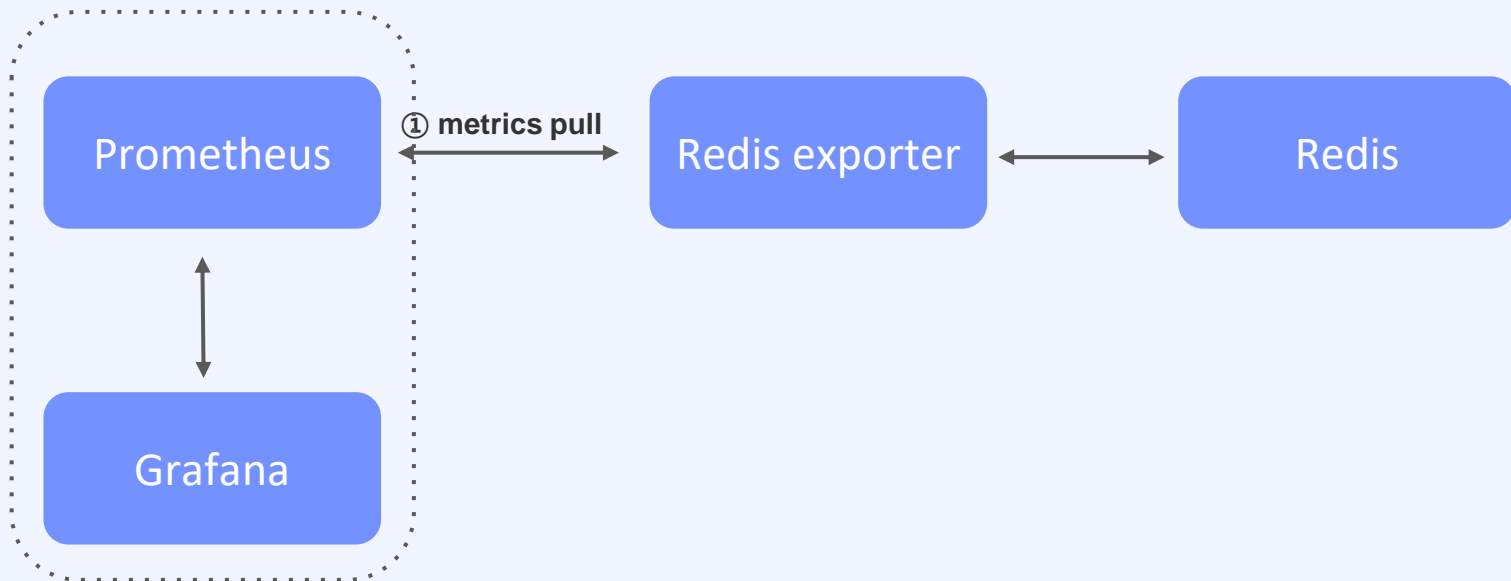 ① metrics pull
Prometheus
Redis exporter
Redis
Grafana